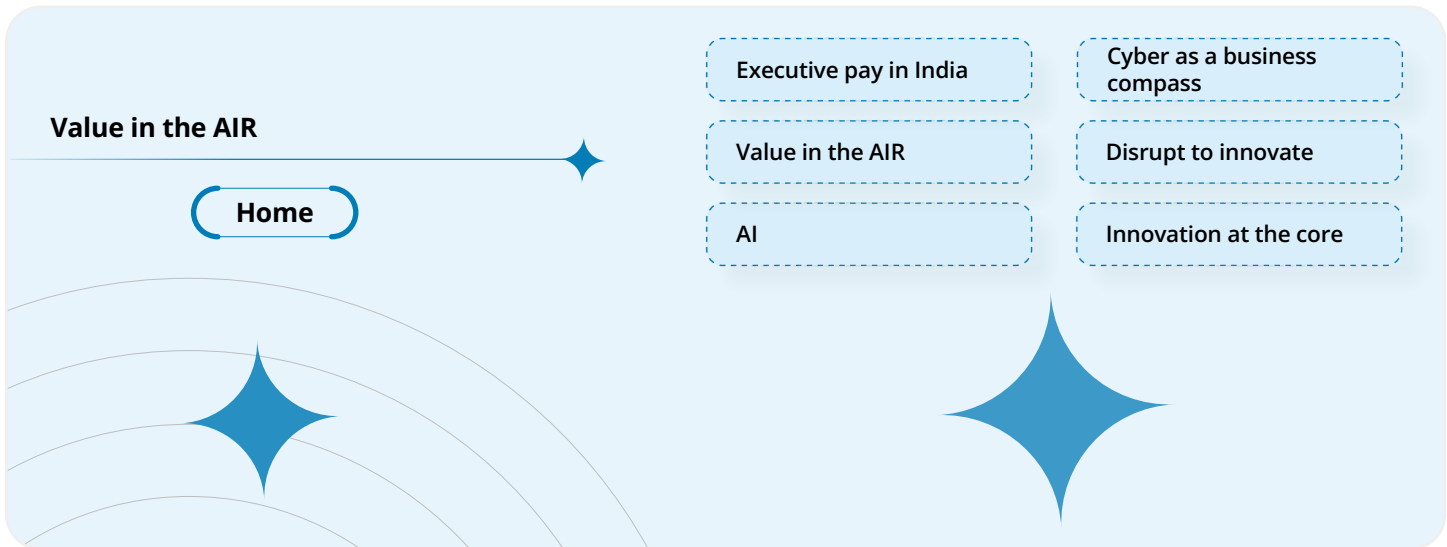 Value in the AIR
Home
Executive pay in India
Cyber as a business
compass
Value in the AIR
Disrupt to innovate
AI
Innovation at the core